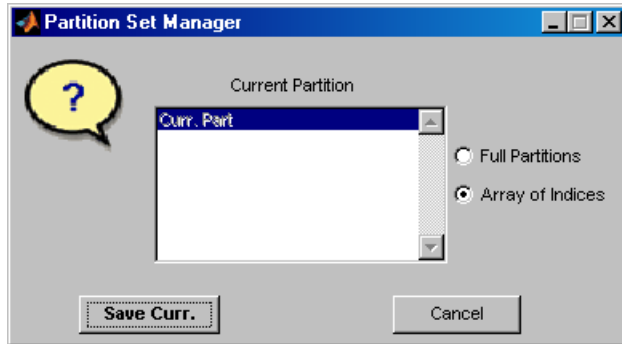 Partition Set Manager
?
Current Partition
Curr. Part
Full Partitions
Array of Indices
Save Curr.
Cancel